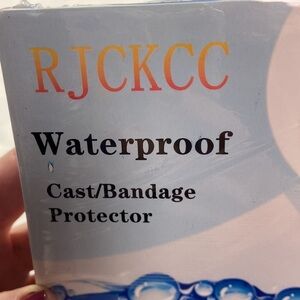 RJCKCC
Waterproof
Cast/Bandage
Protector